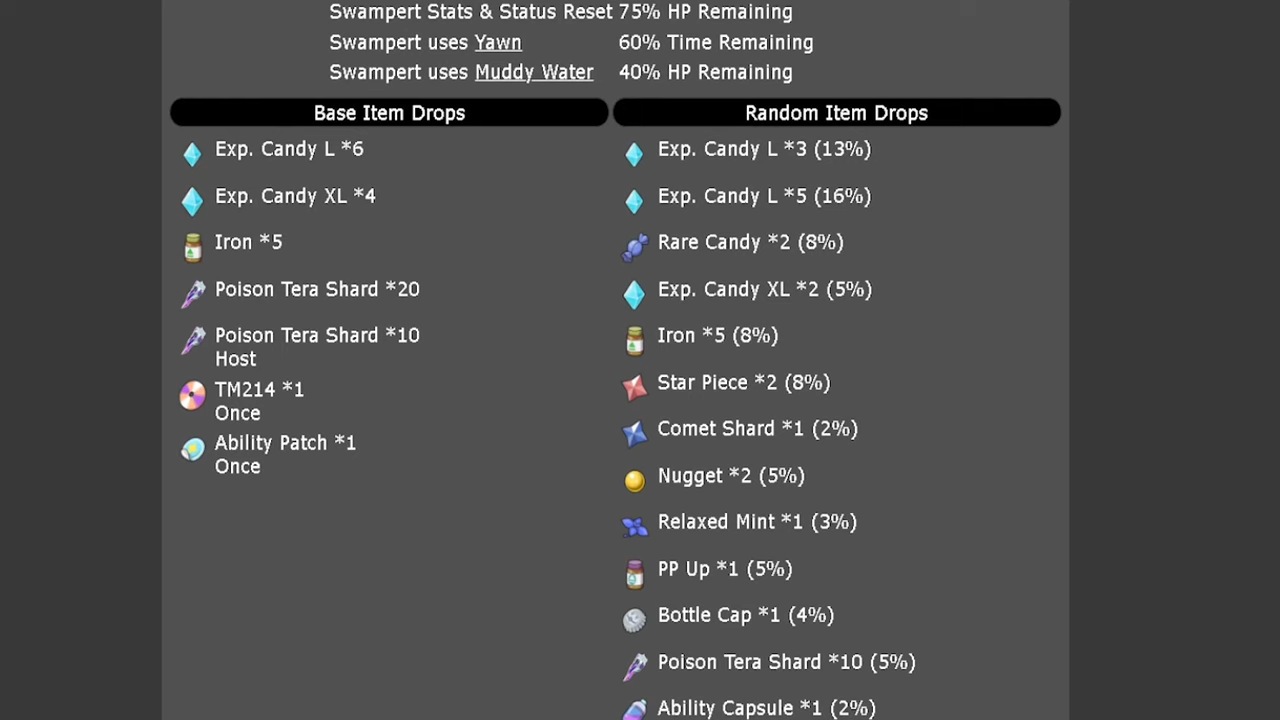 Swampert Stats & Status Reset 75% HP Remaining
Swampert uses Yawn 60% Time Remaining
Swampert uses Muddy Water 40% HP Remaining
Base Item Drops
Exp. Candy L *6
Exp. Candy XL *4
Iron *5
Poison Tera Shard *20
Poison Tera Shard *10
Host
TM214 *1
Once
Ability Patch *1
Once
Random Item Drops
Exp. Candy L *3 (13%)
Exp. Candy L *5 (16%)
Rare Candy *2 (8%)
Exp. Candy XL *2 (5%)
Iron *5 (8%)
Star Piece *2 (8%)
Comet Shard *1 (2%)
Nugget *2 (5%)
Relaxed Mint *1 (3%)
PP Up *1 (5%)
Bottle Cap *1 (4%)
Poison Tera Shard *10 (5%)
Ability Capsule *1 (2%)